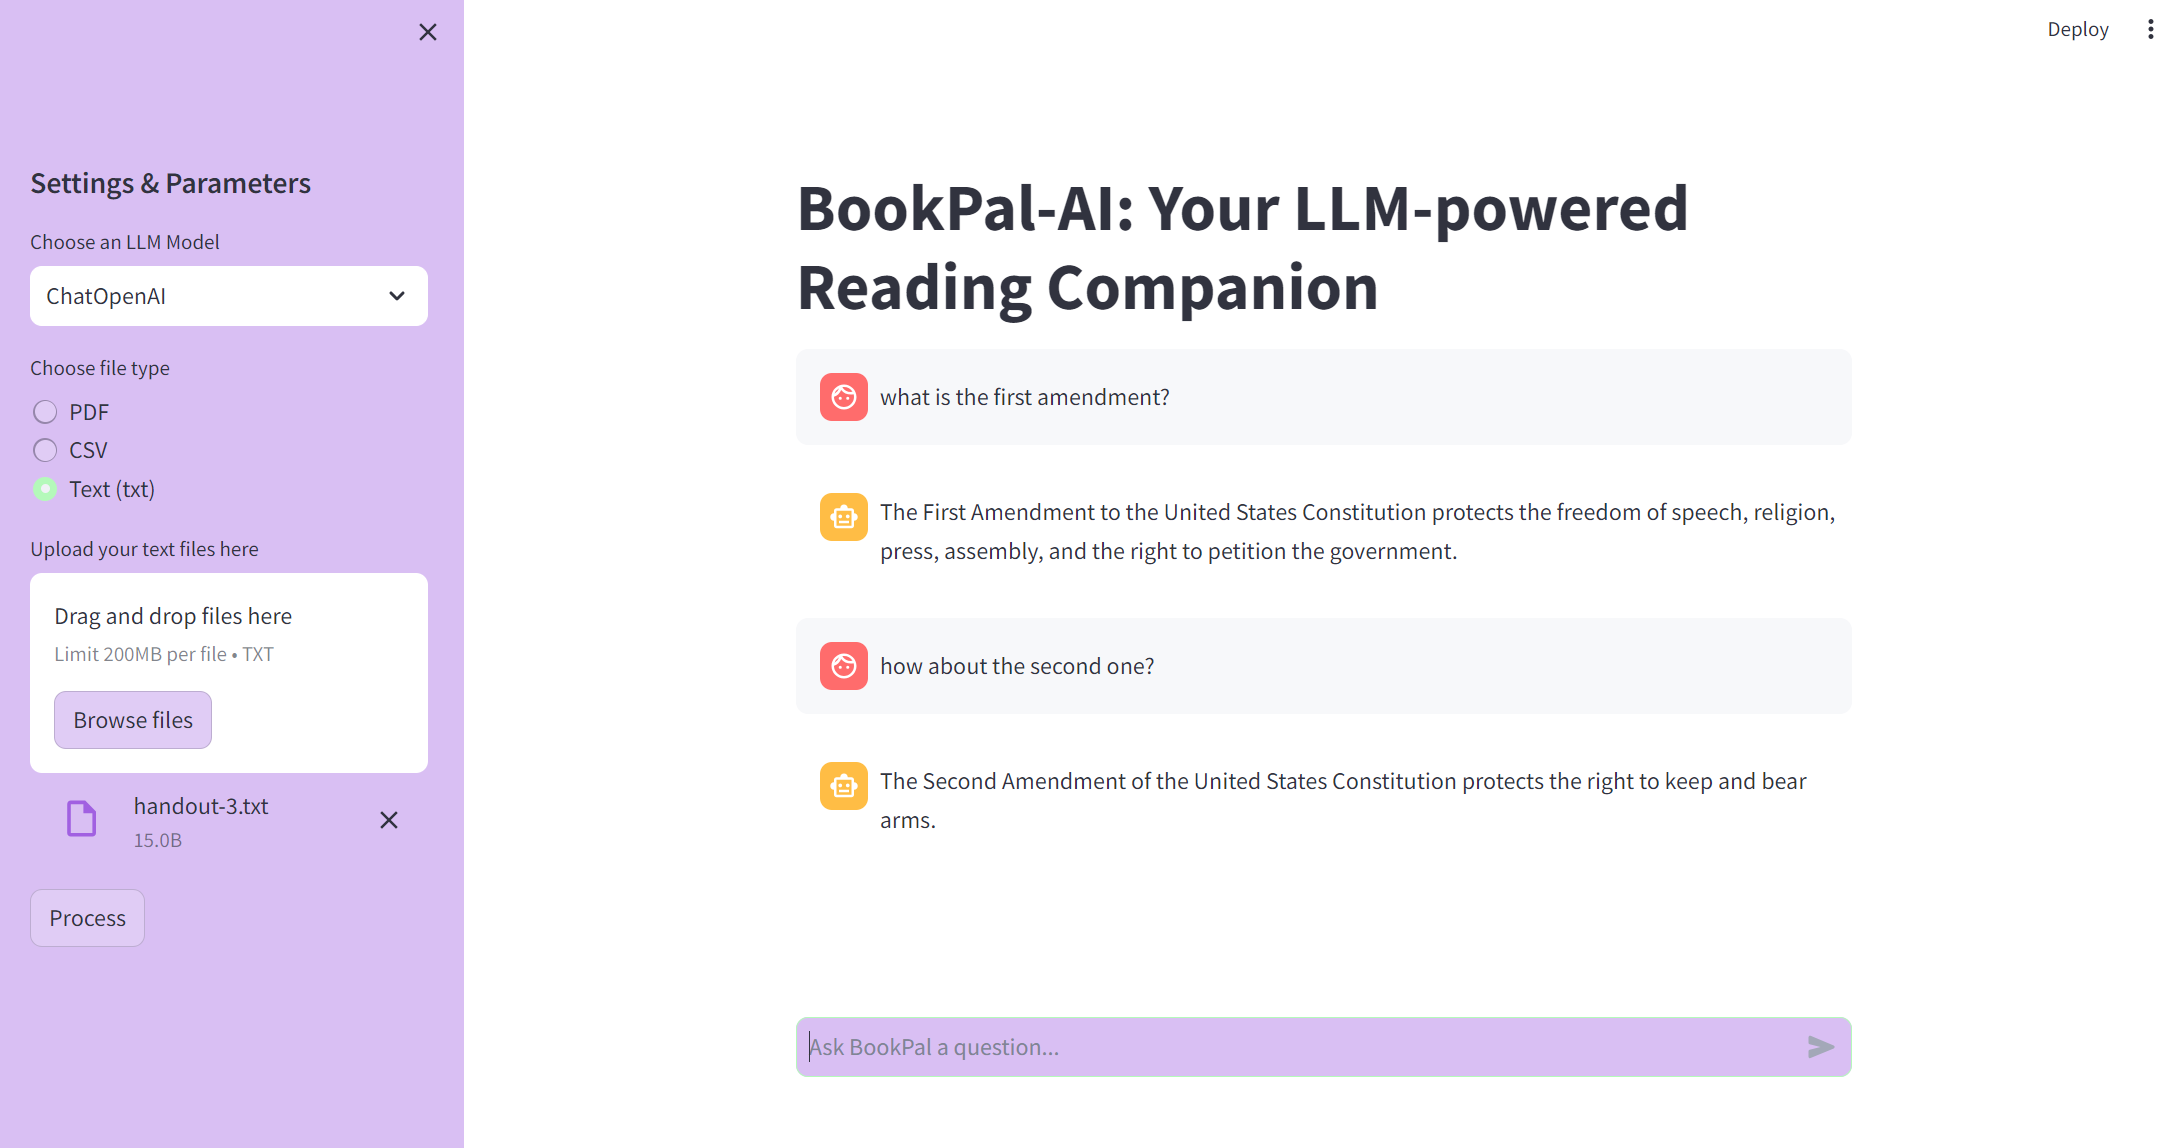 Deploy
Settings & Parameters
Choose an LLM Model
ChatOpenAI
Choose file type
PDF
CSV
Text (txt)
Upload your text files here
Drag and drop files here
Limit 200MB per file • TXT
Browse files
handout-3.txt
15.0B
Process
BookPal-AI: Your LLM-powered
Reading Companion
what is the first amendment?
The First Amendment to the United States Constitution protects the freedom of speech, religion,
press, assembly, and the right to petition the government.
how about the second one?
The Second Amendment of the United States Constitution protects the right to keep and bear
arms.
Ask BookPal a question...